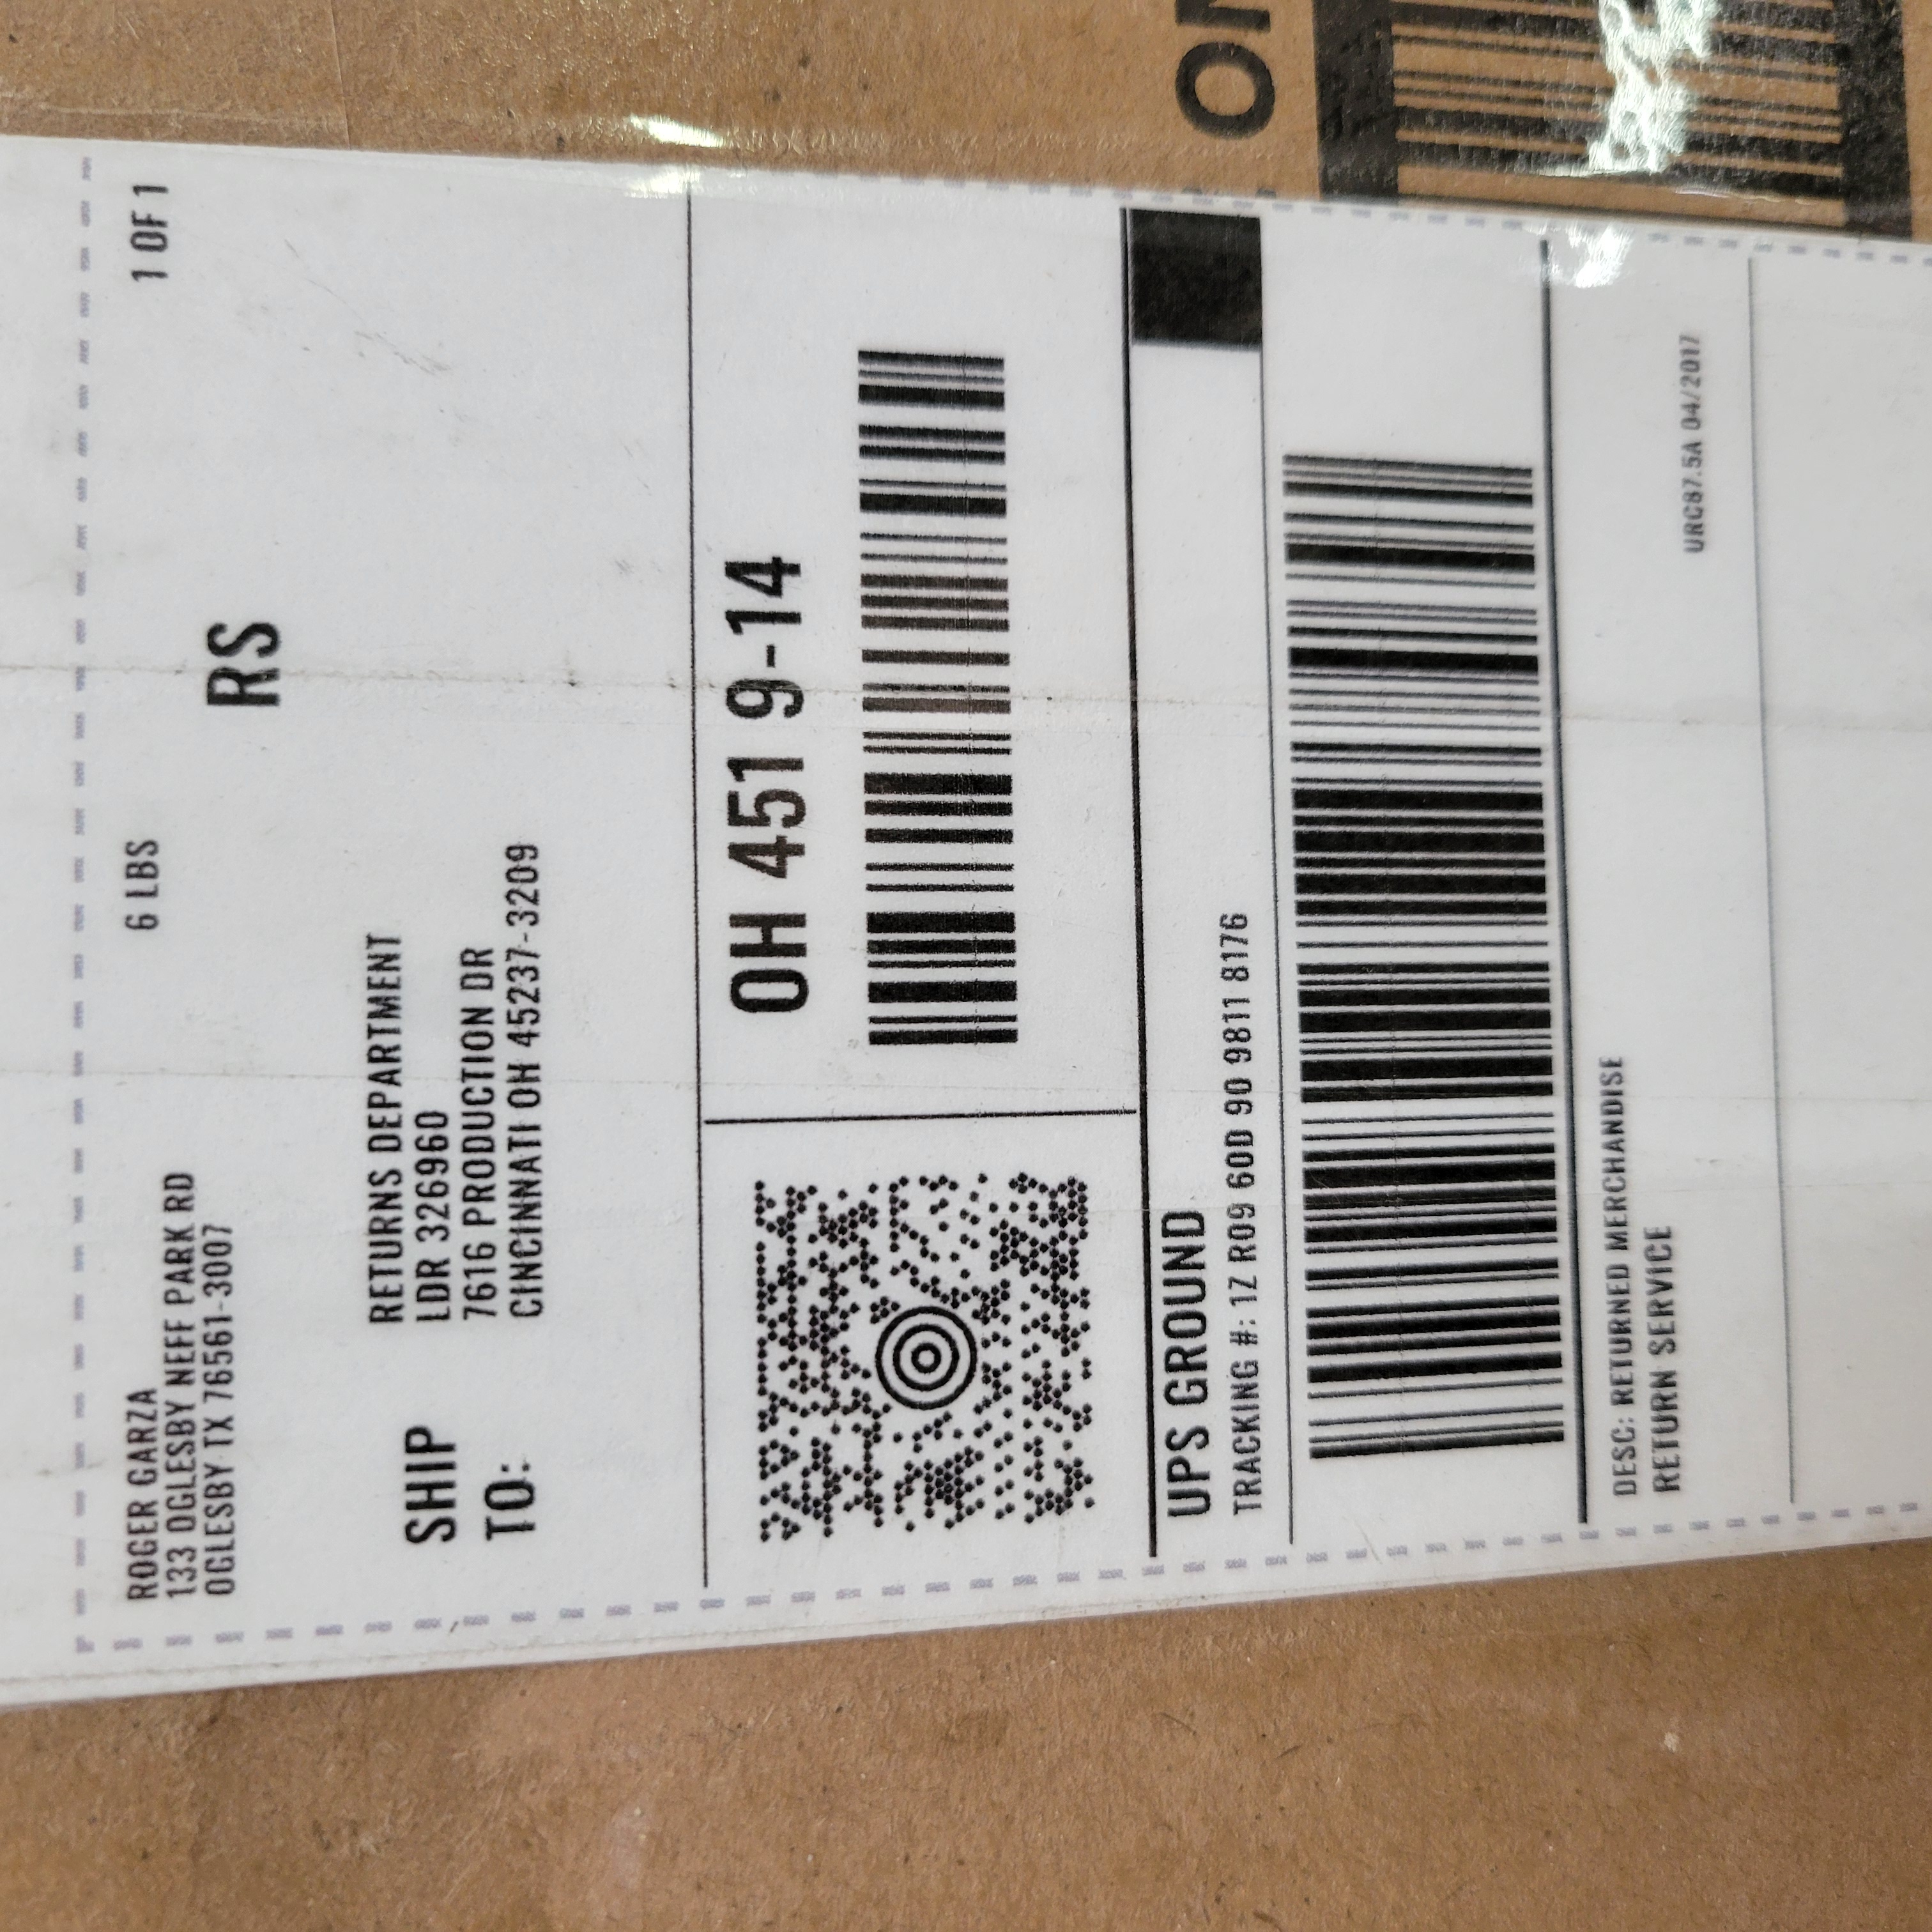 ROGER GARZA
133 OGLESBY NEFF PARK RD
OGLESBY TX 76561-3007
6 LBS
1 OF 1
RS
SHIP
TO:
RETURNS DEPARTMENT
LDR 326960
7616 PRODUCTION DR
CINCINNATI OH 45237-3209
OH 451 9-14
UPS GROUND
TRACKING #: 1Z R09 60D 90 9811 8176
DESC: RETURNED MERCHANDISE
RETURN SERVICE
URC87.5A 04/2017